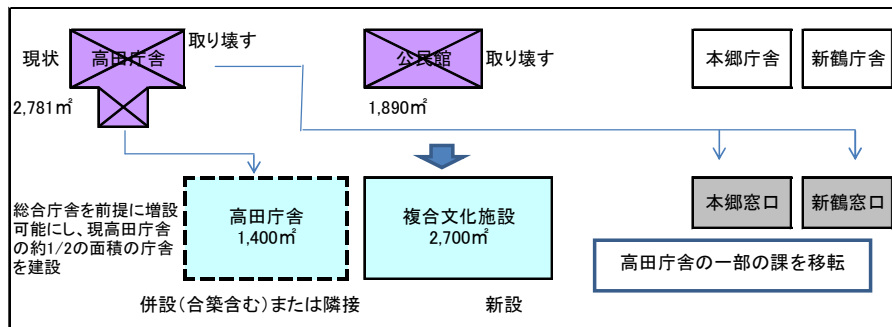 現状
高田庁舎
取り壊す
公民館
取り壊す
本郷庁舎
新鶴庁舎
2,781㎡
1,890㎡
総合庁舎を前提に増設
可能にし、現高田庁舎
の約1/2の面積の庁舎
を建設
高田庁舎
1,400㎡
複合文化施設
2,700㎡
本郷窓口
新鶴窓口
高田庁舎の一部の課を移転
併設(合築含む)または隣接
新設